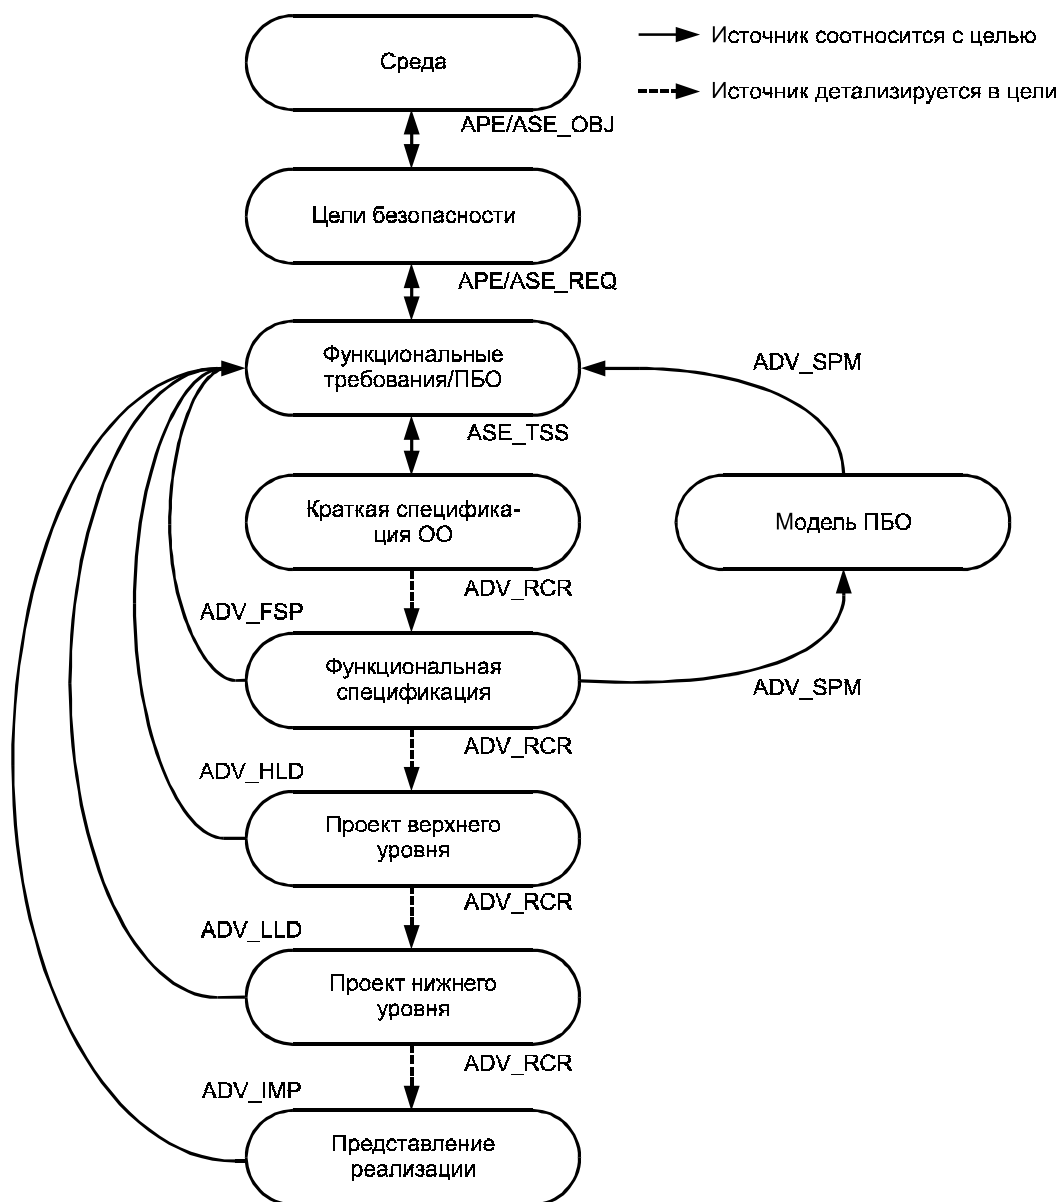 Среда
Источник соотносится с целью
Источник детализируется в цели
APE/ASE_OBJ
Цели безопасности
APE/ASE_REQ
Функциональные
требования/ПБО
ADV_SPM
ASE_TSS
Краткая специфика-
ция ОО
Модель ПБО
ADV_RCR
ADV_FSP
Функциональная
спецификация
ADV_SPM
ADV_RCR
ADV_HLD
Проект верхнего
уровня
ADV_RCR
ADV_LLD
Проект нижнего
уровня
ADV_RCR
ADV_IMP
Представление
реализации